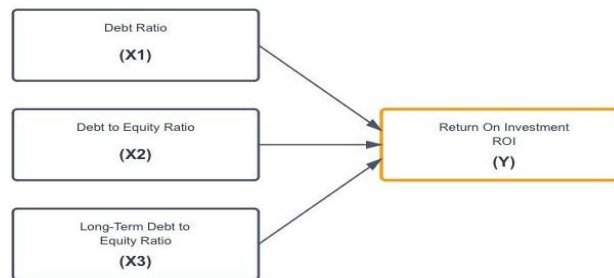 Debt Ratio
(X1)
Debt to Equity Ratio
(X2)
Long-Term Debt to
Equity Ratio
(X3)
Return On Investment
ROI
(Y)